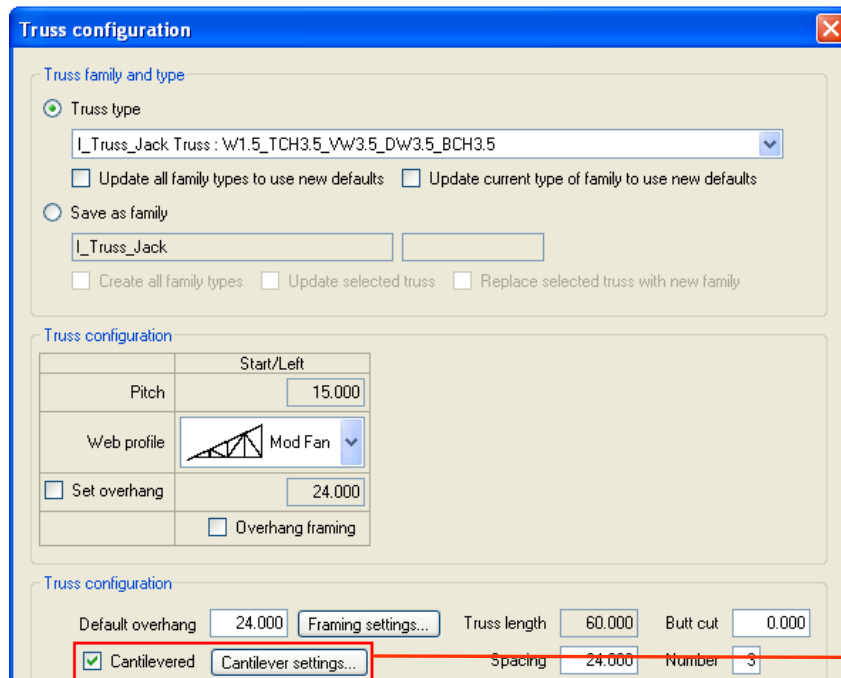 Truss configuration
Truss family and type
Truss type
I_Truss_Jack Truss : W1.5_TCH3.5_VW3.5_DW3.5_BCH3.5
Update all family types to use new defaults Update current type of family to use new defaults
Save as family
I_Truss_Jack
Create all family types Update selected truss Replace selected truss with new family
Truss configuration
Start/Left
Pitch 15.000
Web profile Mod Fan
Set overhang 24.000
Overhang framing
Truss configuration
Default overhang 24.000 Framing settings... Truss length 60.000 Butt cut 0.000
Cantilevered Cantilever settings... Spacing 24.000 Number 3